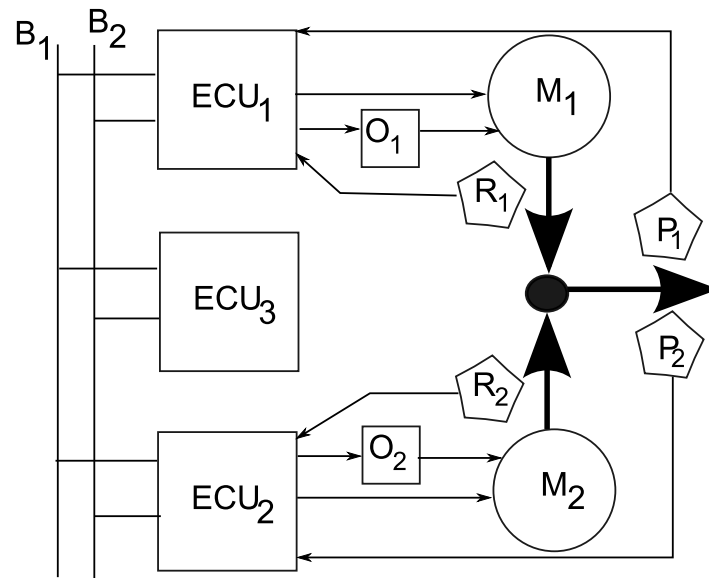 B₁ B₂
ECU₁
M₁
O₁
R₁
P₁
ECU₃
P₂
R₂
O₂
ECU₂
M₂